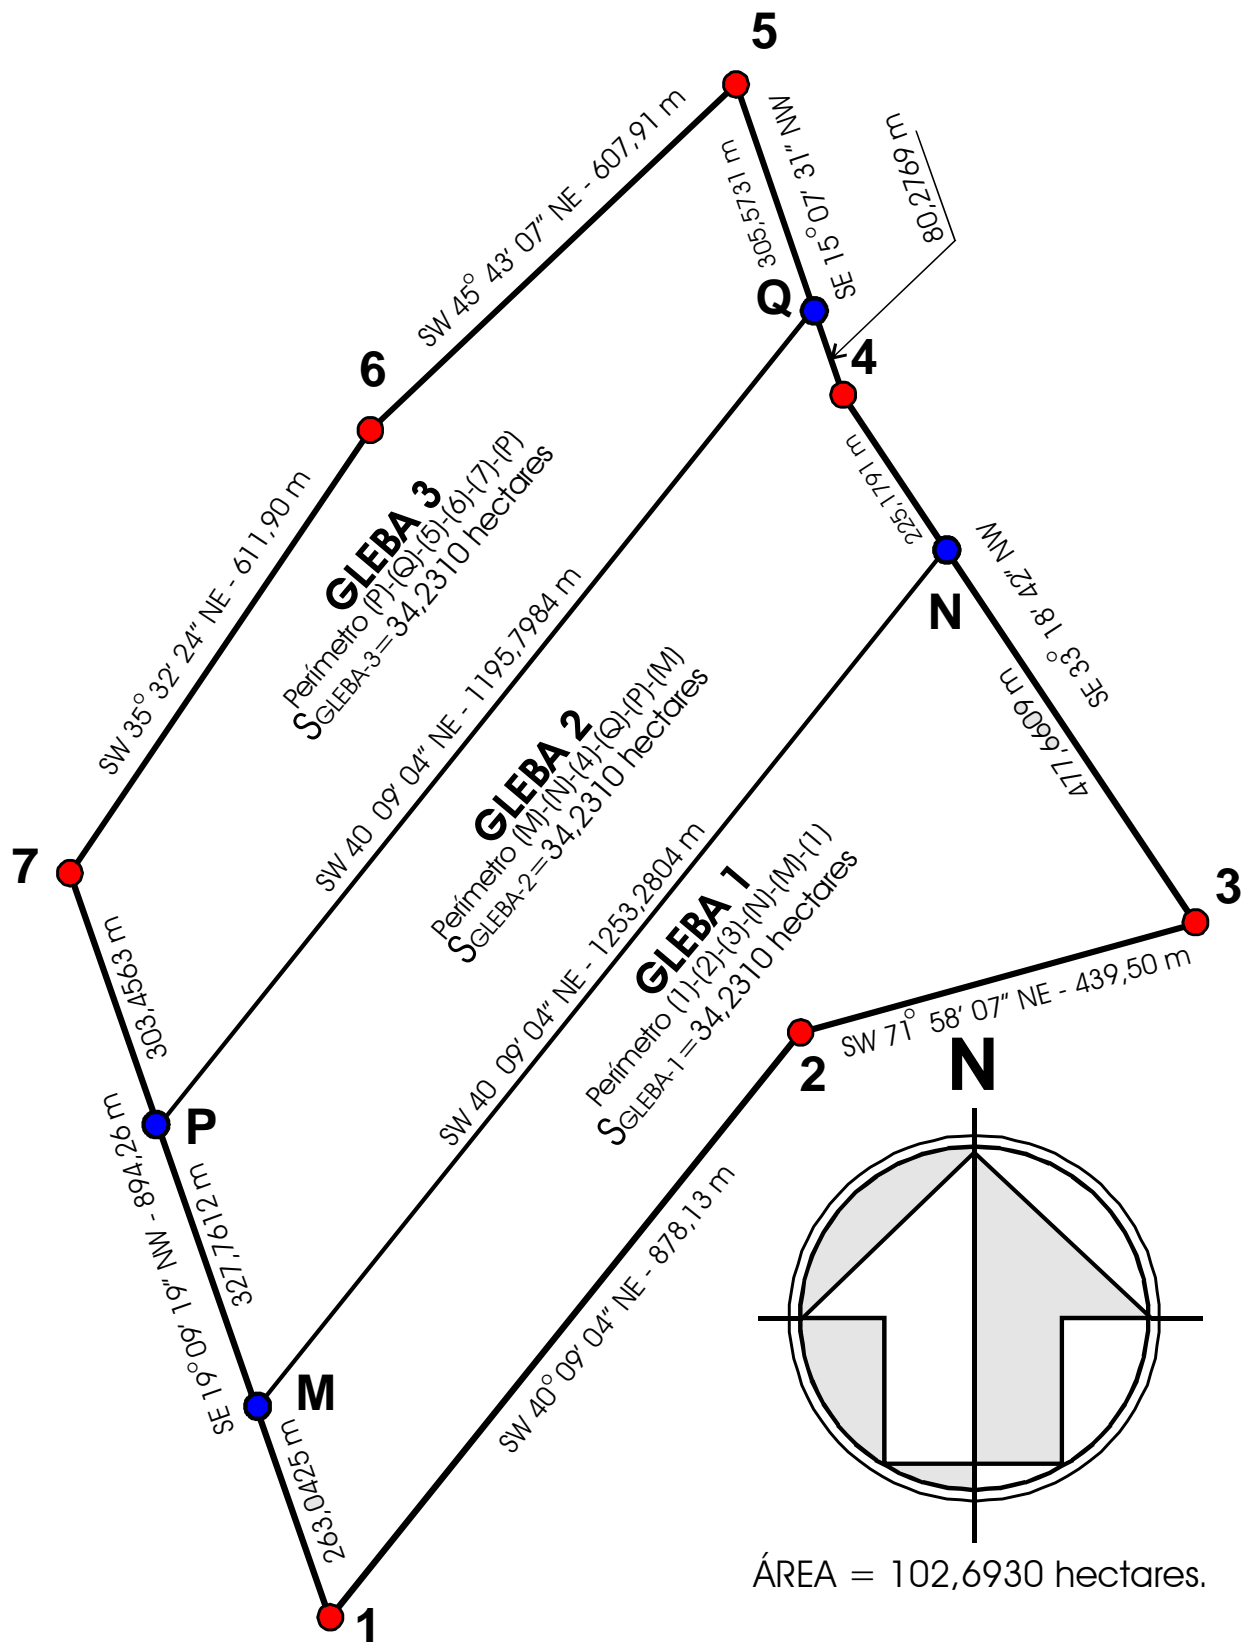 5
SW 45° 43' 07" NE - 607,91 m
305,5731 m
SE 15° 07' 31" NW
80,2769 m
Q
4
6
225,1791 m
N
SE 33° 18' 42" NW
477,6609 m
SW 35° 32' 24" NE - 611,90 m
GLEBA 3
Perímetro (P)-(Q)-(5)-(6)-(7)-(P)
SGLEBA-3=34,2310 hectares
SW 40 09' 04" NE - 1195,7984 m
GLEBA 2
Perímetro (M)-(N)-(4)-(Q)-(P)-(M)
SGLEBA-2=34,2310 hectares
SW 40 09' 04" NE - 1253,2804 m
GLEBA 1
Perímetro (1)-(2)-(3)-(N)-(M)-(1)
SGLEBA-1=34,2310 hectares
7
3
303,4563 m
SW 71° 58' 07" NE - 439,50 m
2
N
P
SE 19° 09' 19" NW - 894,26 m
327,7612 m
SW 40° 09' 04" NE - 878,13 m
M
263,0425 m
1
ÁREA = 102,6930 hectares.